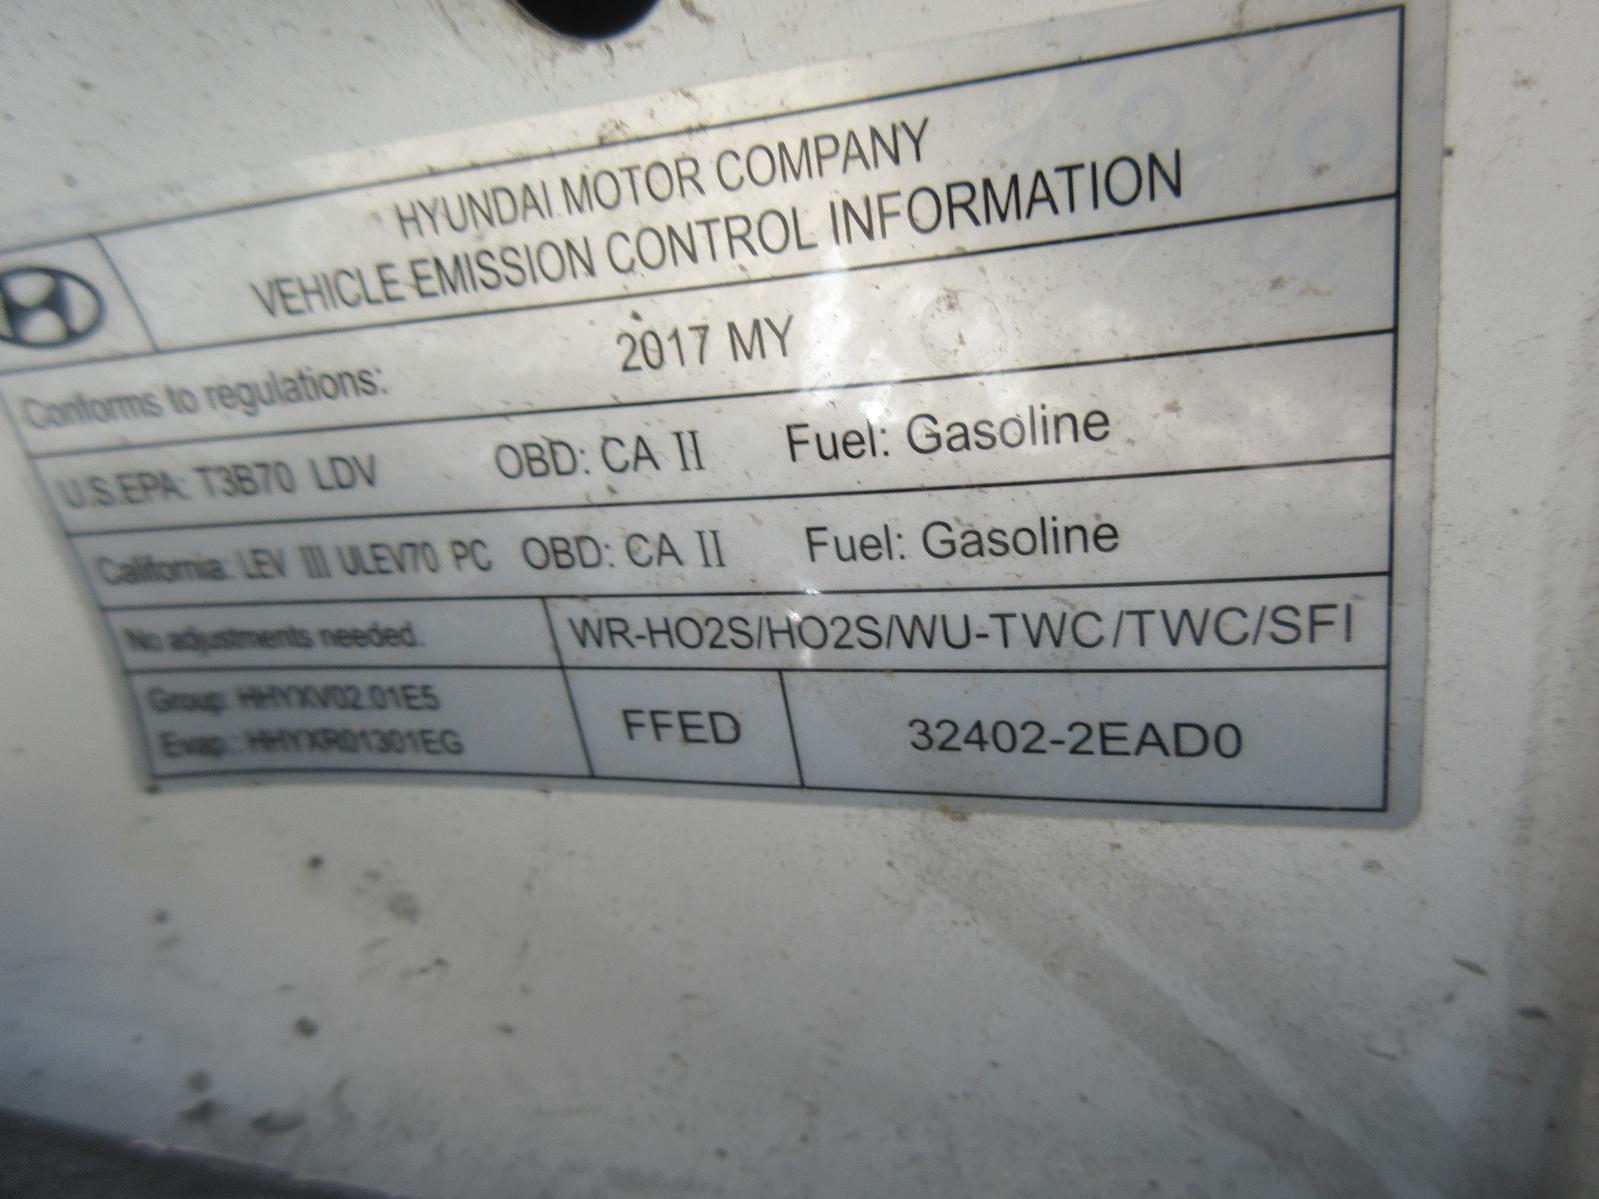 HYUNDAI MOTOR COMPANY
VEHICLE EMISSION CONTROL INFORMATION
Conforms to regulations: 2017 MY
U.S.EPA: T3B70 LDV OBD: CA II Fuel: Gasoline
California: LEV III ULEV70 PC OBD: CA II Fuel: Gasoline
No adjustments needed. WR-HO2S/HO2S/WU-TWC/TWC/SFI
Group: HHYXV02.01E5
Evap.: HHYXR01301EG
FFED
32402-2EAD0